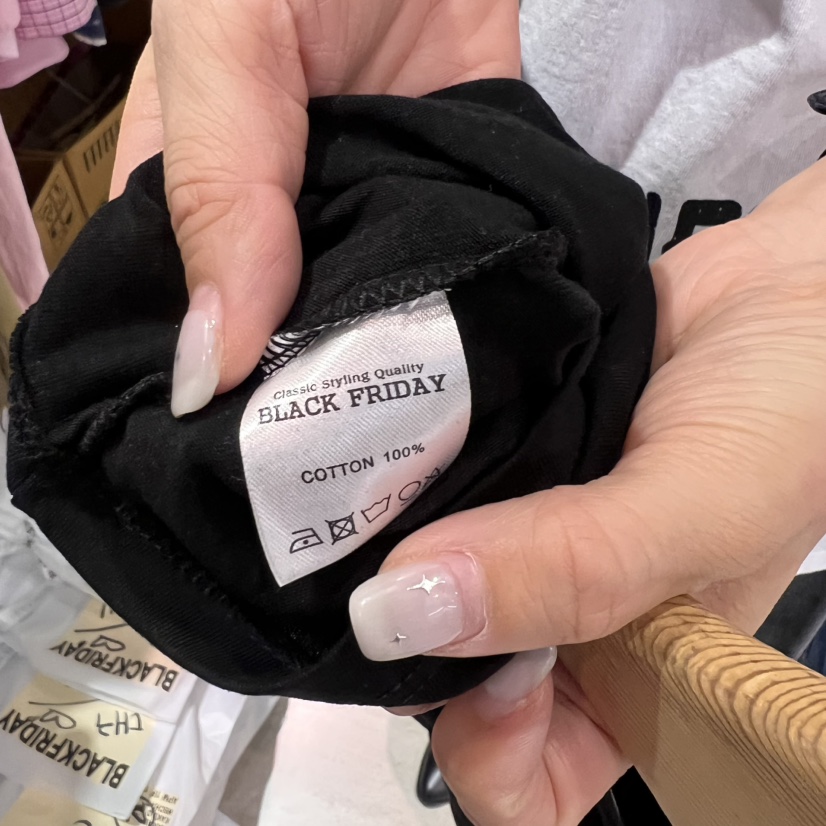 Classic Styling Quality
BLACK FRIDAY
COTTON 100%
BLACKFRIDAY
BLACKFRIDAY